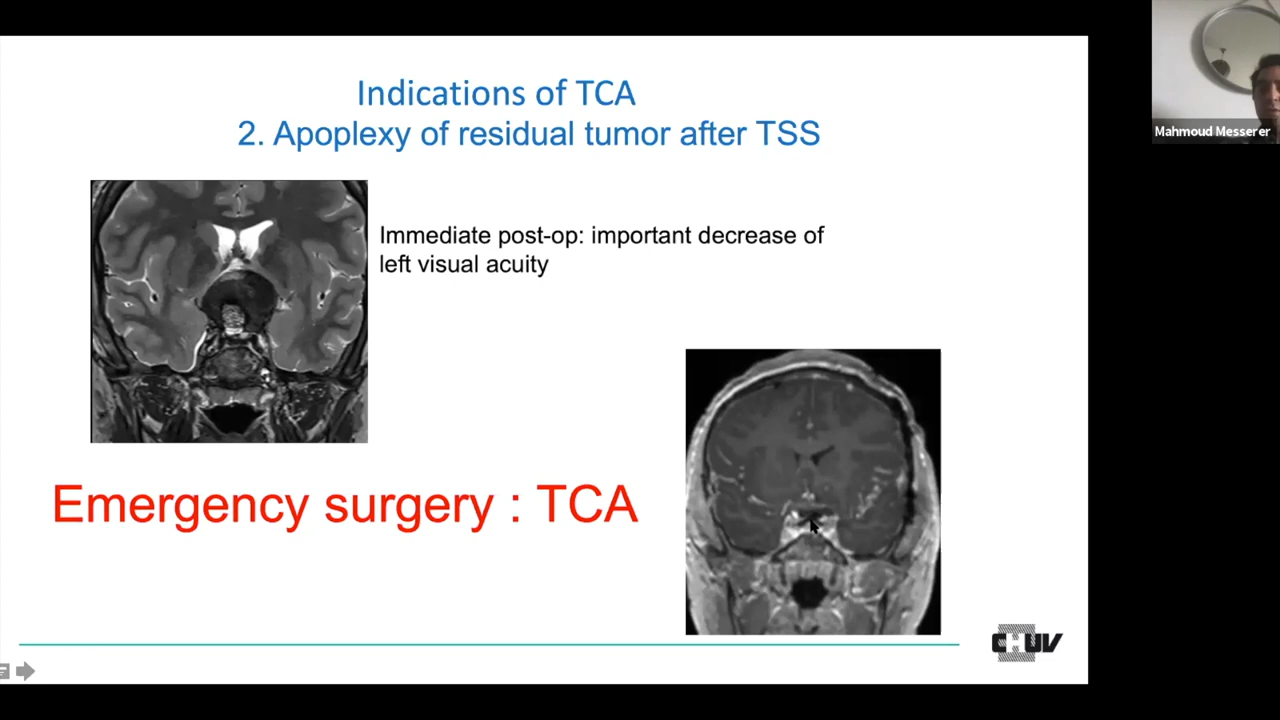 Indications of TCA
2. Apoplexy of residual tumor after TSS
Immediate post-op: important decrease of
left visual acuity
Emergency surgery : TCA
CHUV
Mahmoud Messerer